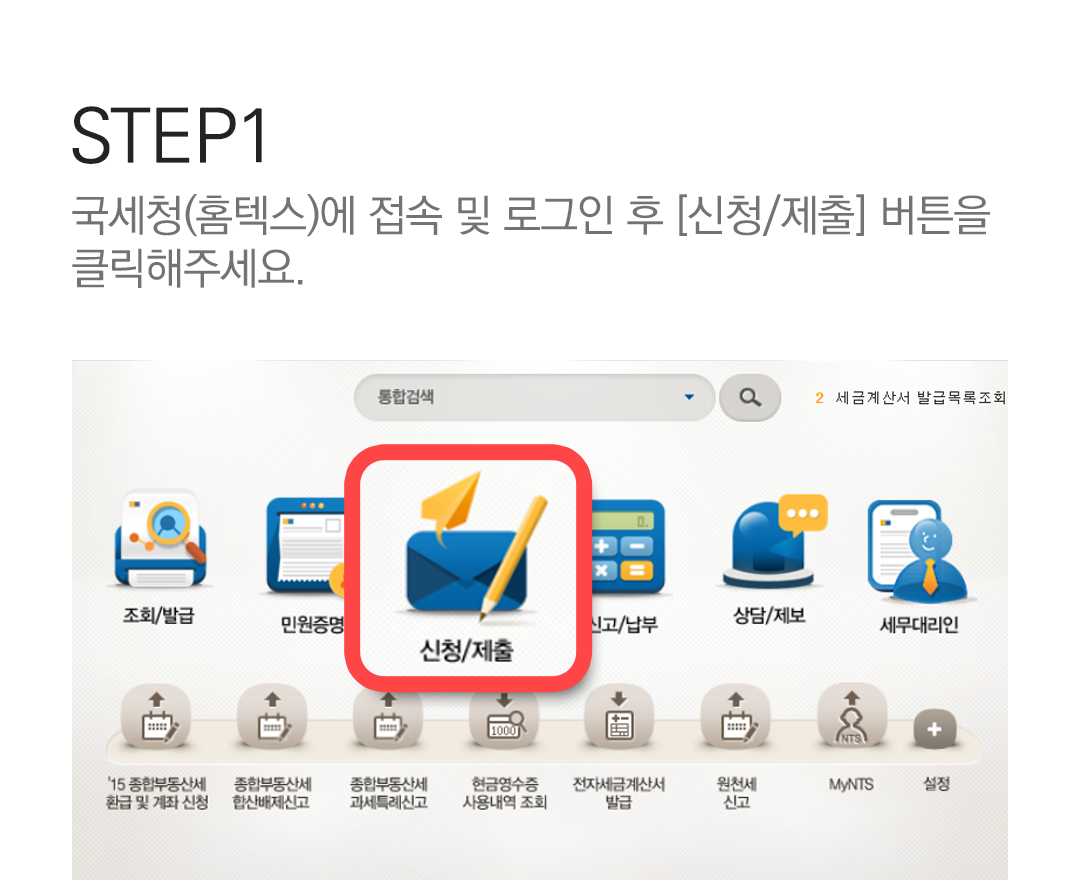 STEP1
국세청(홈텍스)에 접속 및 로그인 후 [신청/제출] 버튼을
클릭해주세요.
통합검색
2 세금계산서 발급목록조회
0.
조회/발급
민원증명
신청/제출
신고/납부
상담/제보
세무대리인
1000
NTS
'15 종합부동산세
환급 및 계좌 신청
종합부동산세
합산배제신고
종합부동산세
과세특례신고
현금영수증
사용내역 조회
전자세금계산서
발급
원천세
신고
MyNTS
설정